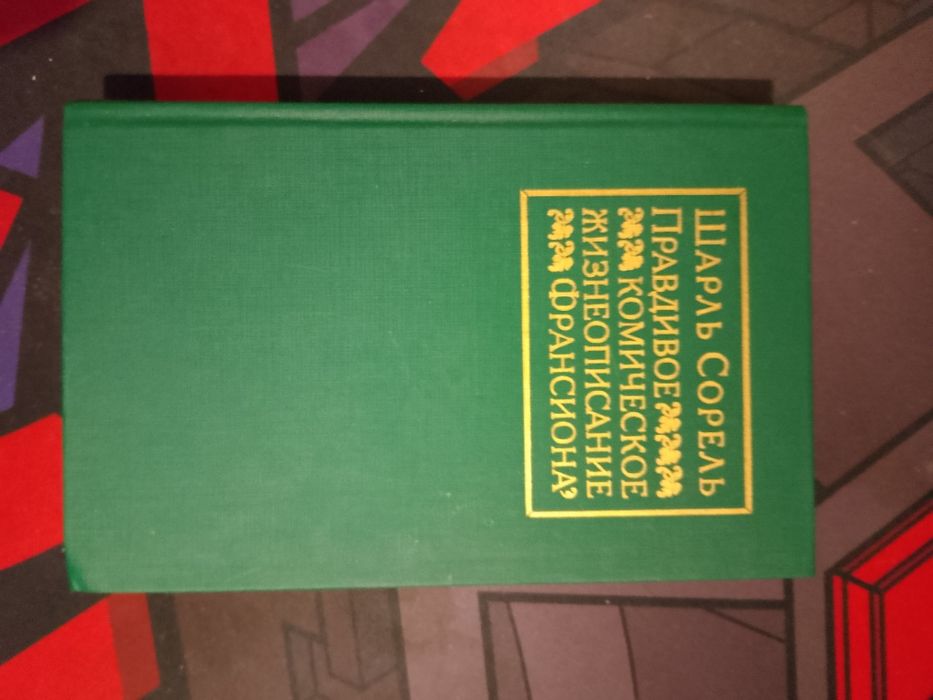 Шарль Сорель
Правдивое
комическое
жизнеописание
Франсиона